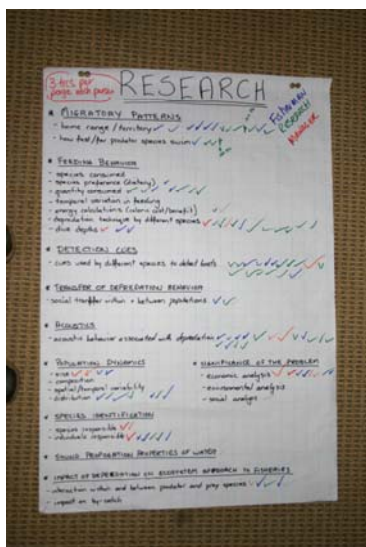 3 ticks per
page each person
RESEARCH
Fisherman
RESEARCH
MANAGER
MIGRATORY PATTERNS
- home range / territory
- how fast/far predator species swim
FEEDING BEHAVIOR
- species consumed
- species preference (dietary)
- quantity consumed
- temporal variation in feeding
- energy calculations (caloric cost/benefit)
- depredation technique by different species
- dive depths
DETECTION CUES
- cues used by different species to detect boats
TRANSFER OF DEPREDATION BEHAVIOR
- social transfer within + between populations
ACOUSTICS
- acoustic behavior associated with depredation
POPULATION DYNAMICS
- size
- composition
- spatial/temporal variability
- distribution
SIGNIFICANCE OF THE PROBLEM
- economic analysis
- environmental analysis
- social analysis
SPECIES IDENTIFICATION
- species responsible
- individuals responsible
SOUND PROPAGATION PROPERTIES OF WATER
IMPACT OF DEPREDATION ON ECOSYSTEM APPROACH TO FISHERIES
- interaction within and between predator and prey species
- impact on by-catch